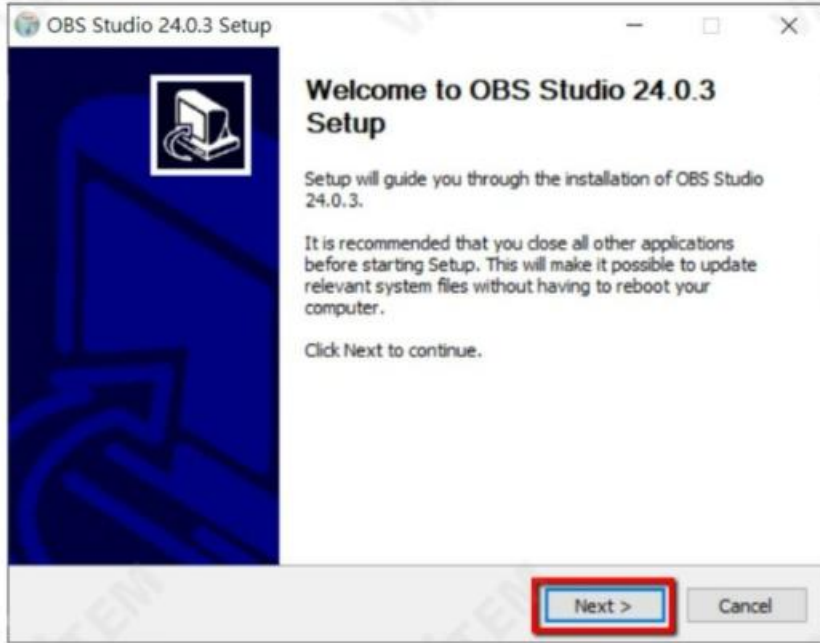 OBS Studio 24.0.3 Setup
Welcome to OBS Studio 24.0.3
Setup
Setup will guide you through the installation of OBS Studio
24.0.3.
It is recommended that you close all other applications
before starting Setup. This will make it possible to update
relevant system files without having to reboot your
computer.
Click Next to continue.
Next >
Cancel